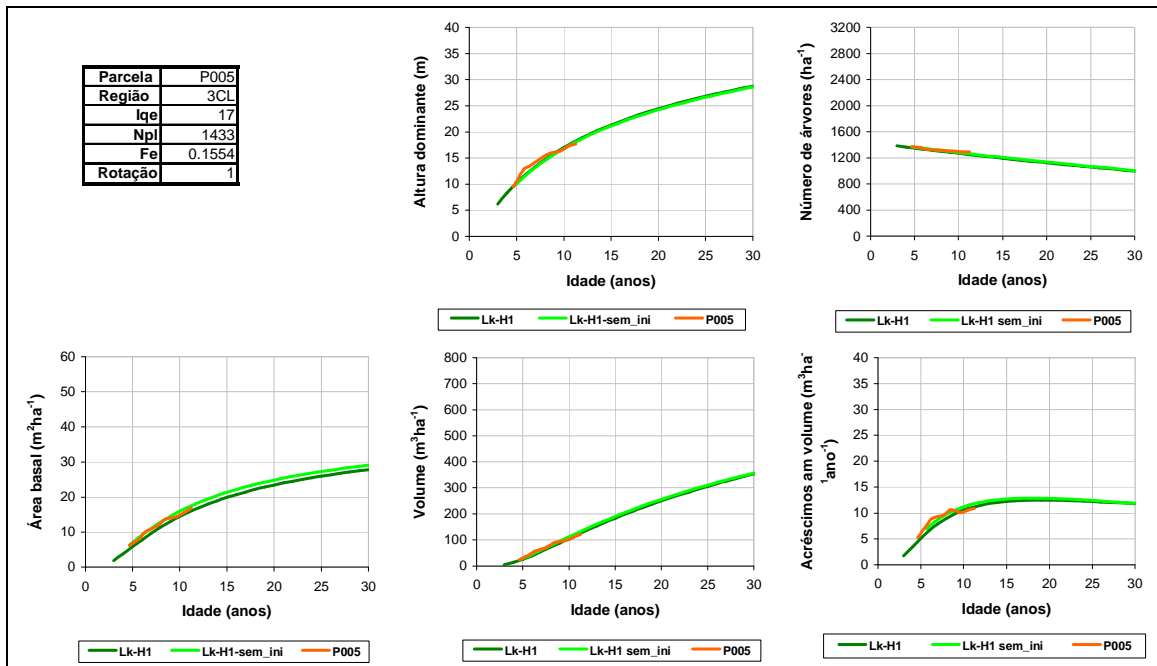 Parcela P005
Região 3CL
Iqe 17
Npl 1433
Fe 0.1554
Rotação 1
Altura dominante (m)
40
35
30
25
20
15
10
5
0
0 5 10 15 20 25 30
Idade (anos)
Lk-H1 Lk-H1-sem_ini P005
Número de árvores (ha-1)
3200
2800
2400
2000
1600
1200
800
400
0
0 5 10 15 20 25 30
Idade (anos)
Lk-H1 Lk-H1 sem_ini P005
Área basal (m2ha-1)
60
50
40
30
20
10
0
0 5 10 15 20 25 30
Idade (anos)
Lk-H1 Lk-H1-sem_ini P005
Volume (m3ha-1)
800
700
600
500
400
300
200
100
0
0 5 10 15 20 25 30
Idade (anos)
Lk-H1 Lk-H1 sem_ini P005
Acréscimos am volume (m3ha-
1ano-1)
40
35
30
25
20
15
10
5
0
0 5 10 15 20 25 30
Idade (anos)
Lk-H1 Lk-H1 sem_ini P005